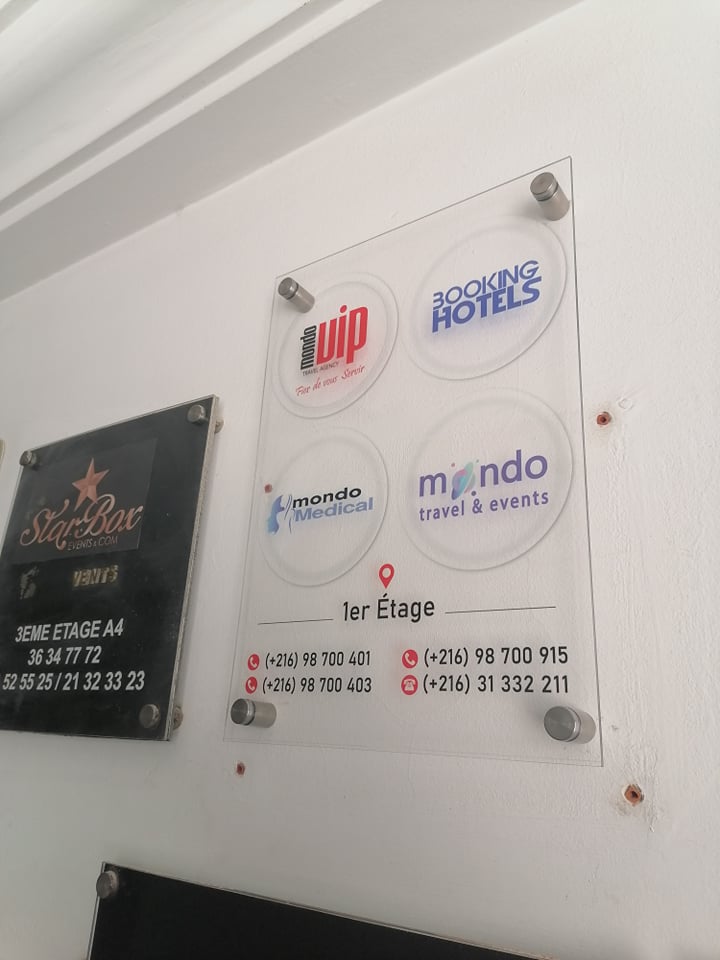 mondo
vip
TRAVEL AGENCY
Fier de vous Servir
BOOKING
HOTELS
mondo
Medical
mondo
travel & events
1er Étage
(+216) 98 700 401
(+216) 98 700 915
(+216) 98 700 403
(+216) 31 332 211
StarBox
EVENTS & COM
VENTS
3EME ETAGE A4
36 34 77 72
52 55 25 / 21 32 33 23